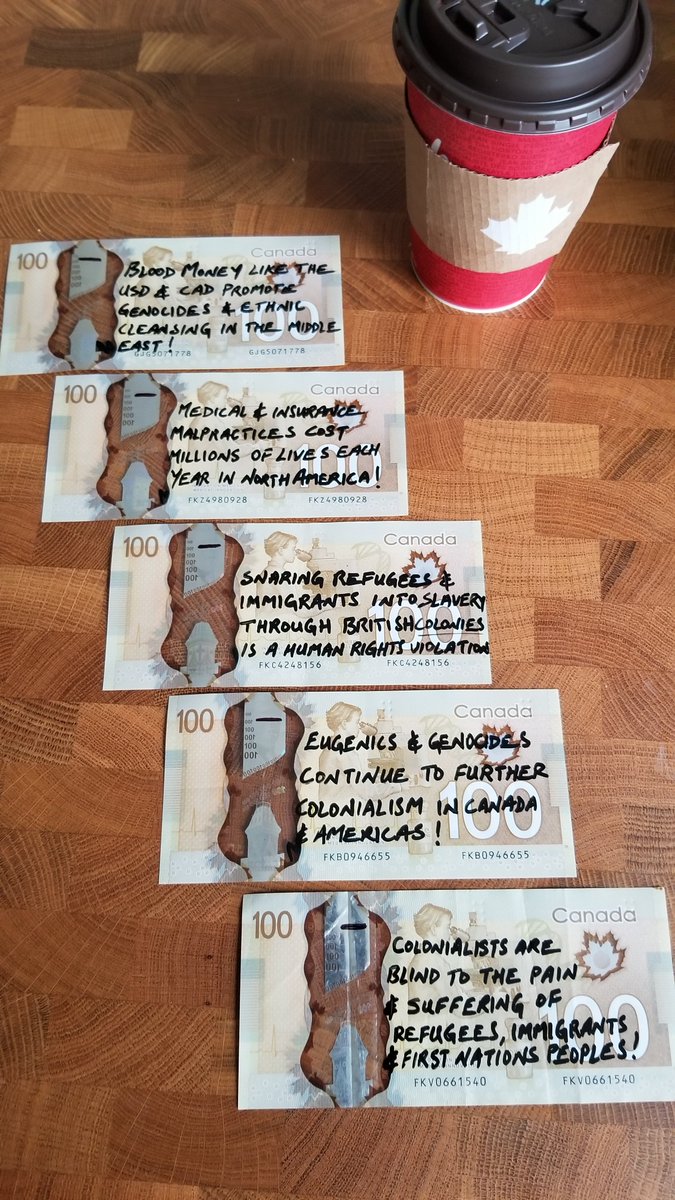 Canada
100
BLOOD MONEY LIKE THE
USD & CAD PROMOTE
GENOCIDES & ETHNIC
CLEANSING IN THE MIDDLE
EAST!
100
GJG5071778 GJG5071778
Canada
100
MEDICAL & INSURANCE
MALPRACTICES COST
MILLIONS OF LIVES EACH
YEAR IN NORTH AMERICA!
100
FKZ4980928 FKZ4980928
Canada
100
SNARING REFUGEES &
IMMIGRANTS INTO SLAVERY
THROUGH BRITISH COLONIES
IS A HUMAN RIGHTS VIOLATION
100
FKC4248156 FKC4248156
Canada
100
EUGENICS & GENOCIDES
CONTINUE TO FURTHER
COLONIALISM IN CANADA
& AMERICAS!
100
FKB0946655 FKB0946655
Canada
100
COLONIALISTS ARE
BLIND TO THE PAIN
& SUFFERING OF
REFUGEES, IMMIGRANTS,
& FIRST NATIONS PEOPLES!
100
FKV0661540 FKV0661540